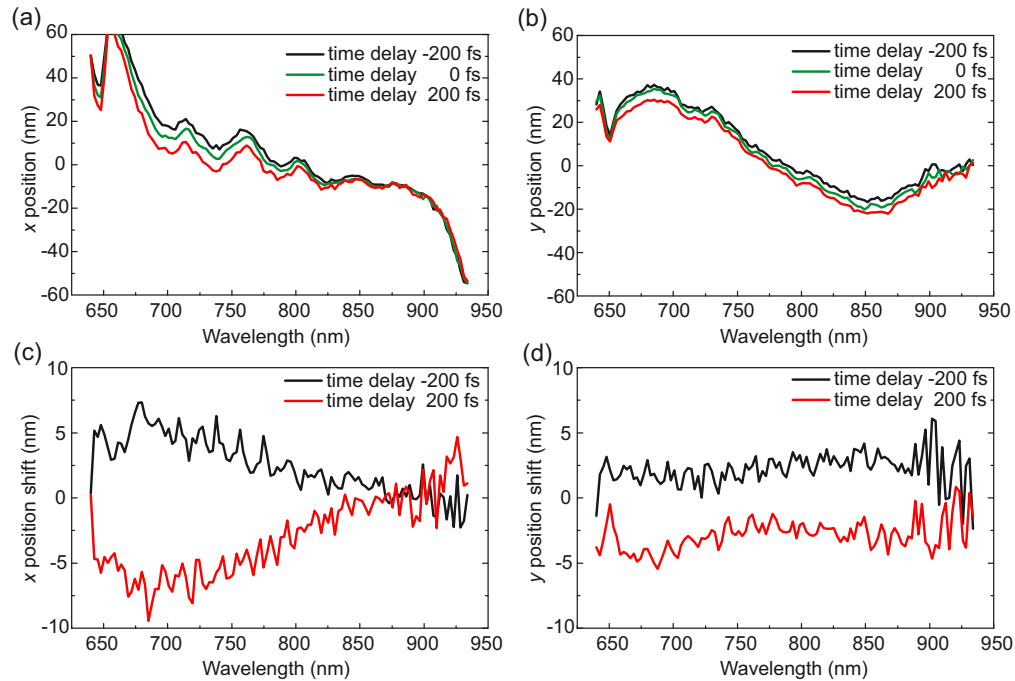 (a)
60
40
20
0
-20
-40
-60
x position (nm)
time delay -200 fs
time delay 0 fs
time delay 200 fs
650 700 750 800 850 900 950
Wavelength (nm)
(b)
60
40
20
0
-20
-40
-60
y position (nm)
time delay -200 fs
time delay 0 fs
time delay 200 fs
650 700 750 800 850 900 950
Wavelength (nm)
(c)
10
5
0
-5
-10
x position shift (nm)
time delay -200 fs
time delay 200 fs
650 700 750 800 850 900 950
Wavelength (nm)
(d)
10
5
0
-5
-10
y position shift (nm)
time delay -200 fs
time delay 200 fs
650 700 750 800 850 900 950
Wavelength (nm)